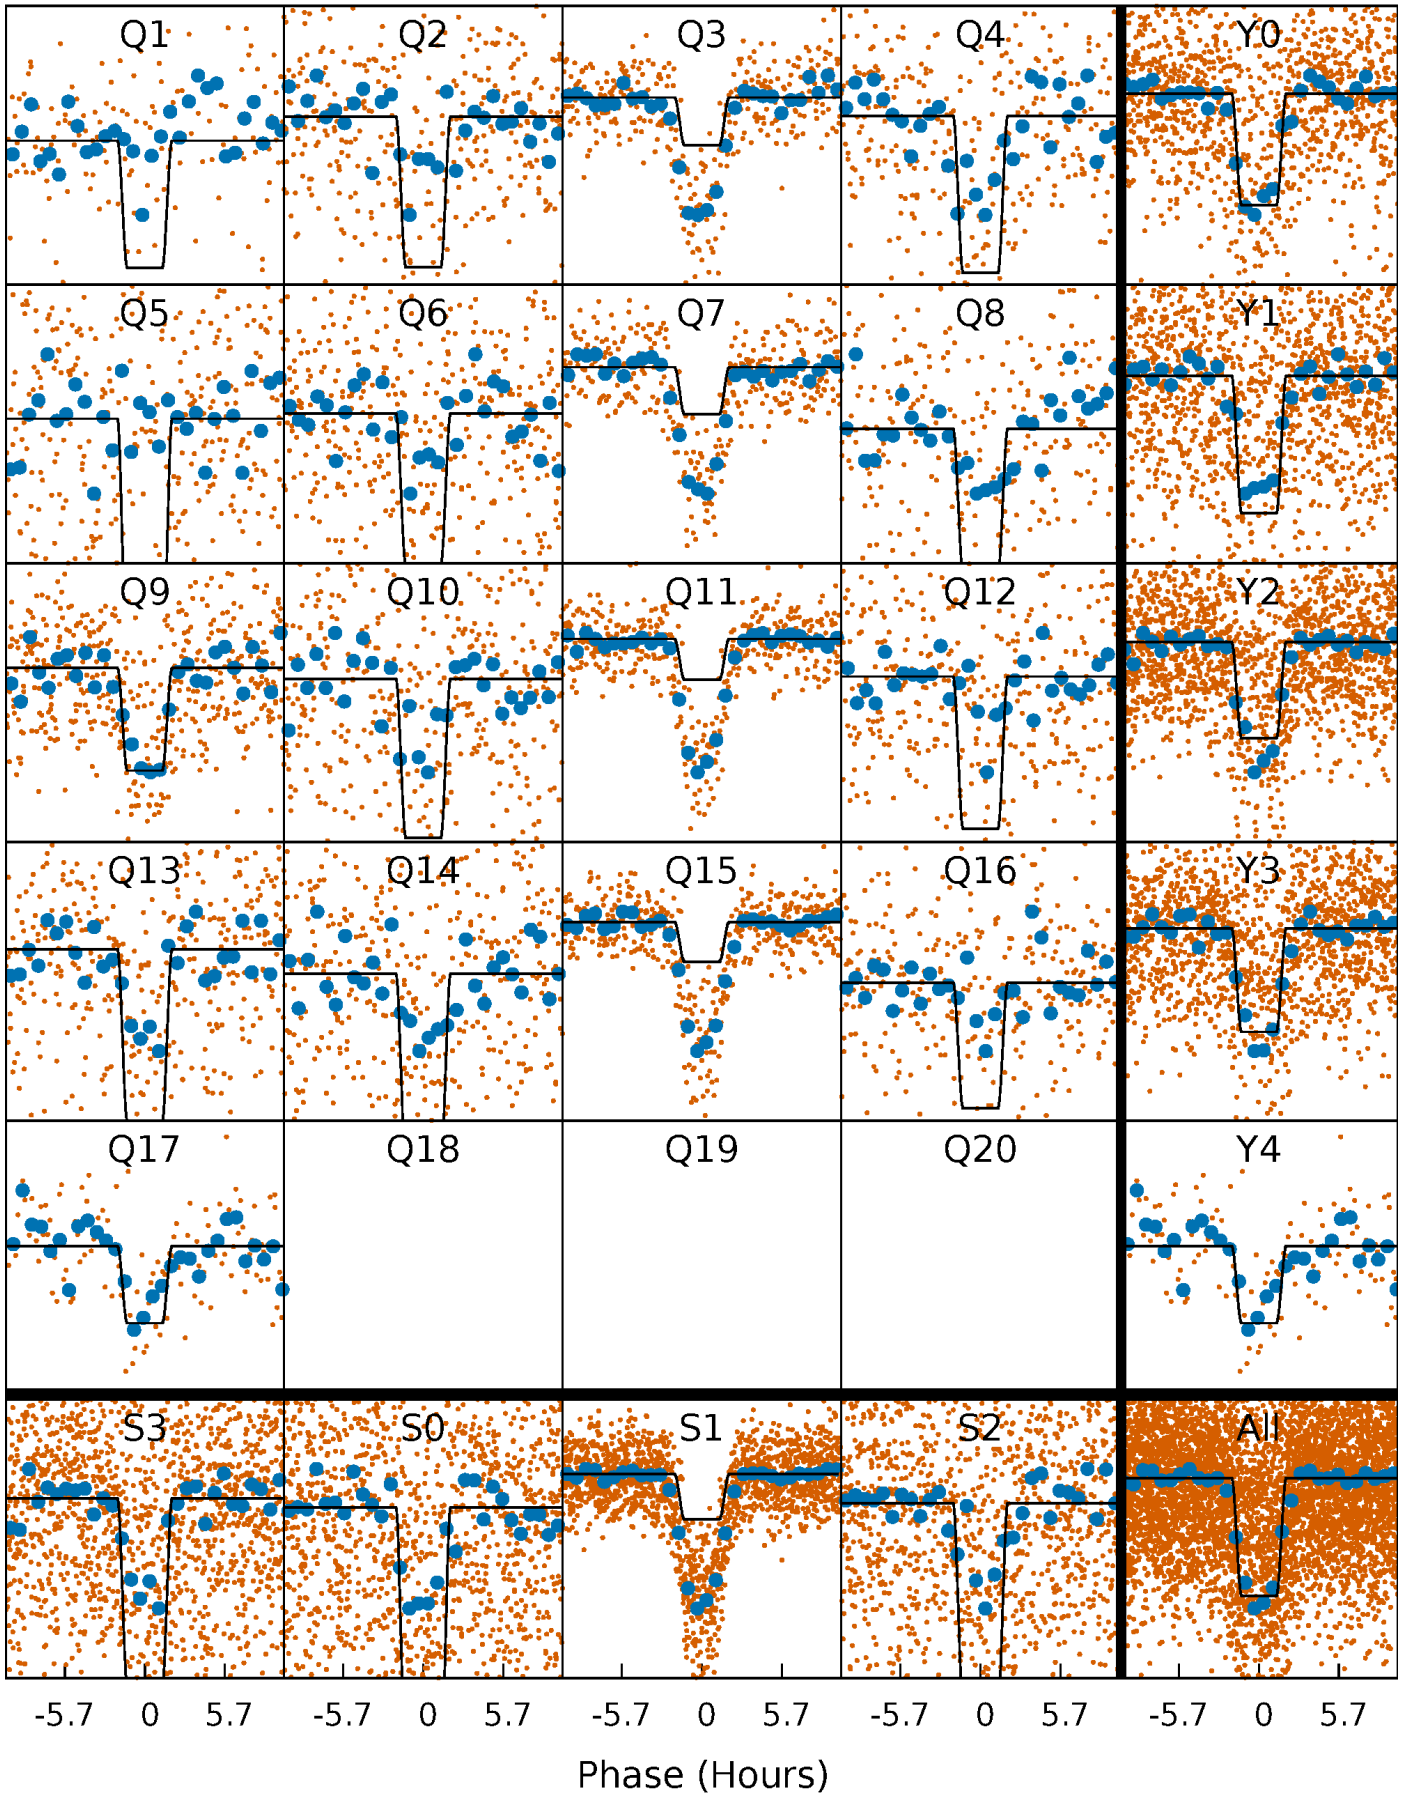 Q1 Q2 Q3 Q4 Y0
Q5 Q6 Q7 Q8 Y1
Q9 Q10 Q11 Q12 Y2
Q13 Q14 Q15 Q16 Y3
Q17 Q18 Q19 Q20 Y4
S3 S0 S1 S2 All
-5.7 0 5.7 -5.7 0 5.7 -5.7 0 5.7 -5.7 0 5.7 -5.7 0 5.7
Phase (Hours)